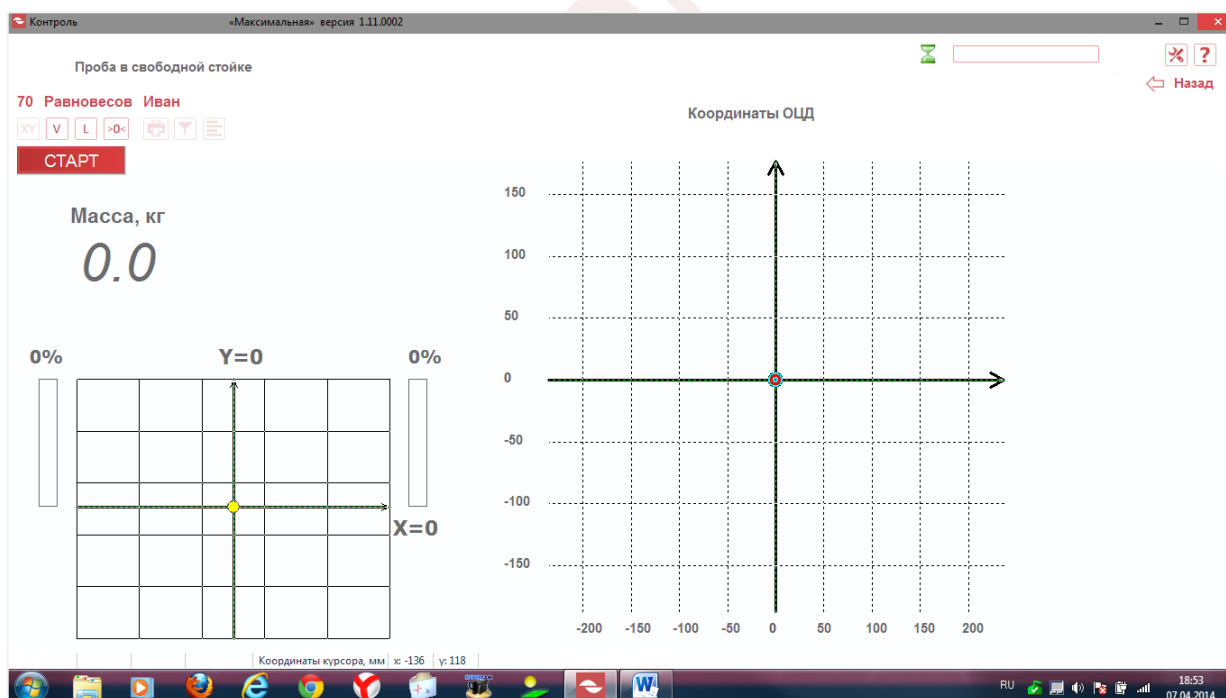 Контроль «Максимальная» версия 1.11.0002
Проба в свободной стойке
?
Назад
70 Равновесов Иван
XY V L >0<
СТАРТ
Масса, кг
0.0
0% Y=0 0%
X=0
Координаты ОЦД
150
100
50
0
-50
-100
-150
-200 -150 -100 -50 0 50 100 150 200
Координаты курсора, мм x: -136 y: 118
RU 18:53
07.04.2014